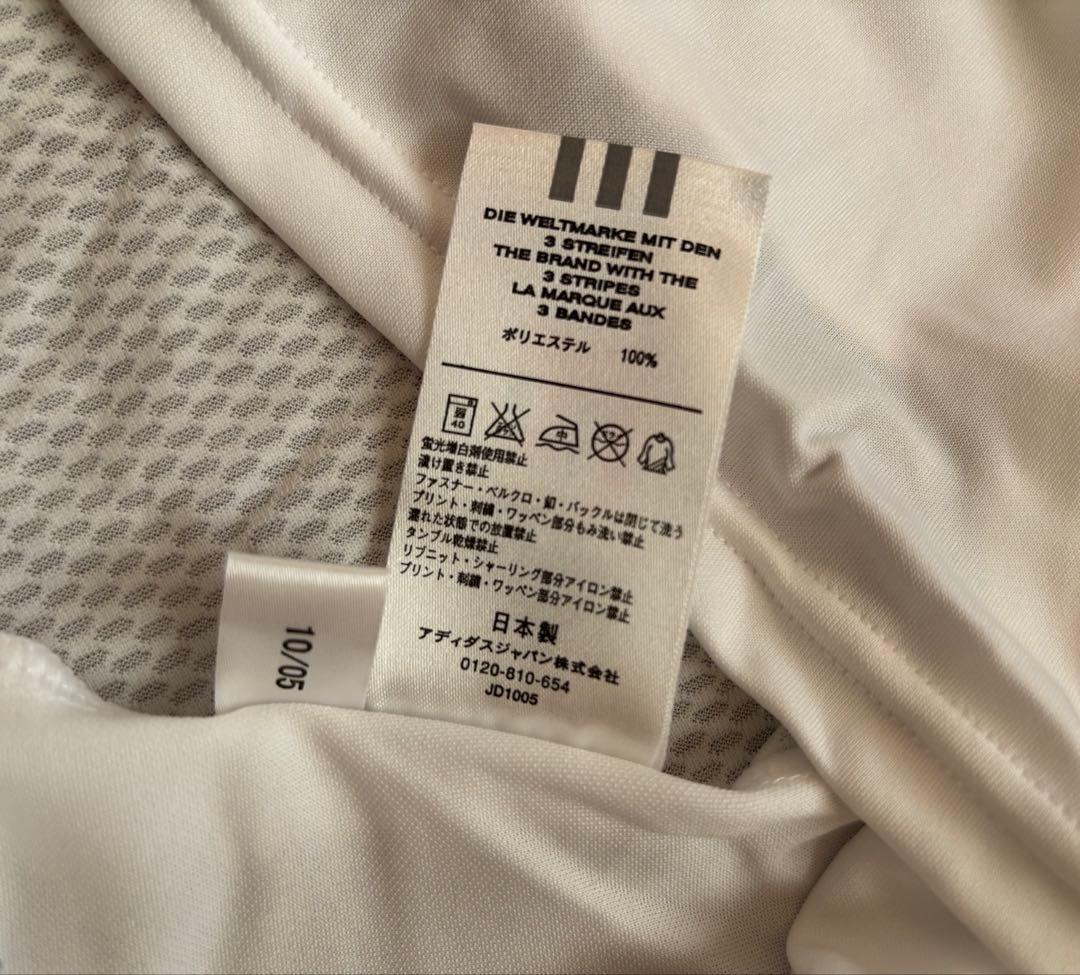 DIE WELTMARKE MIT DEN
3 STREIFEN
THE BRAND WITH THE
3 STRIPES
LA MARQUE AUX
3 BANDES
ポリエステル 100%
弱
40
中
蛍光増白剤使用禁止
漬け置き禁止
ファスナー・ベルクロ・釦・バックルは閉じて洗う
プリント・刺繍・ワッペン部分もみ洗い禁止
濡れた状態での放置禁止
タンブル乾燥禁止
リブニット・シャーリング部分アイロン禁止
プリント・刺繍・ワッペン部分アイロン禁止
日本製
アディダスジャパン株式会社
0120-810-654
JD1005
10/05